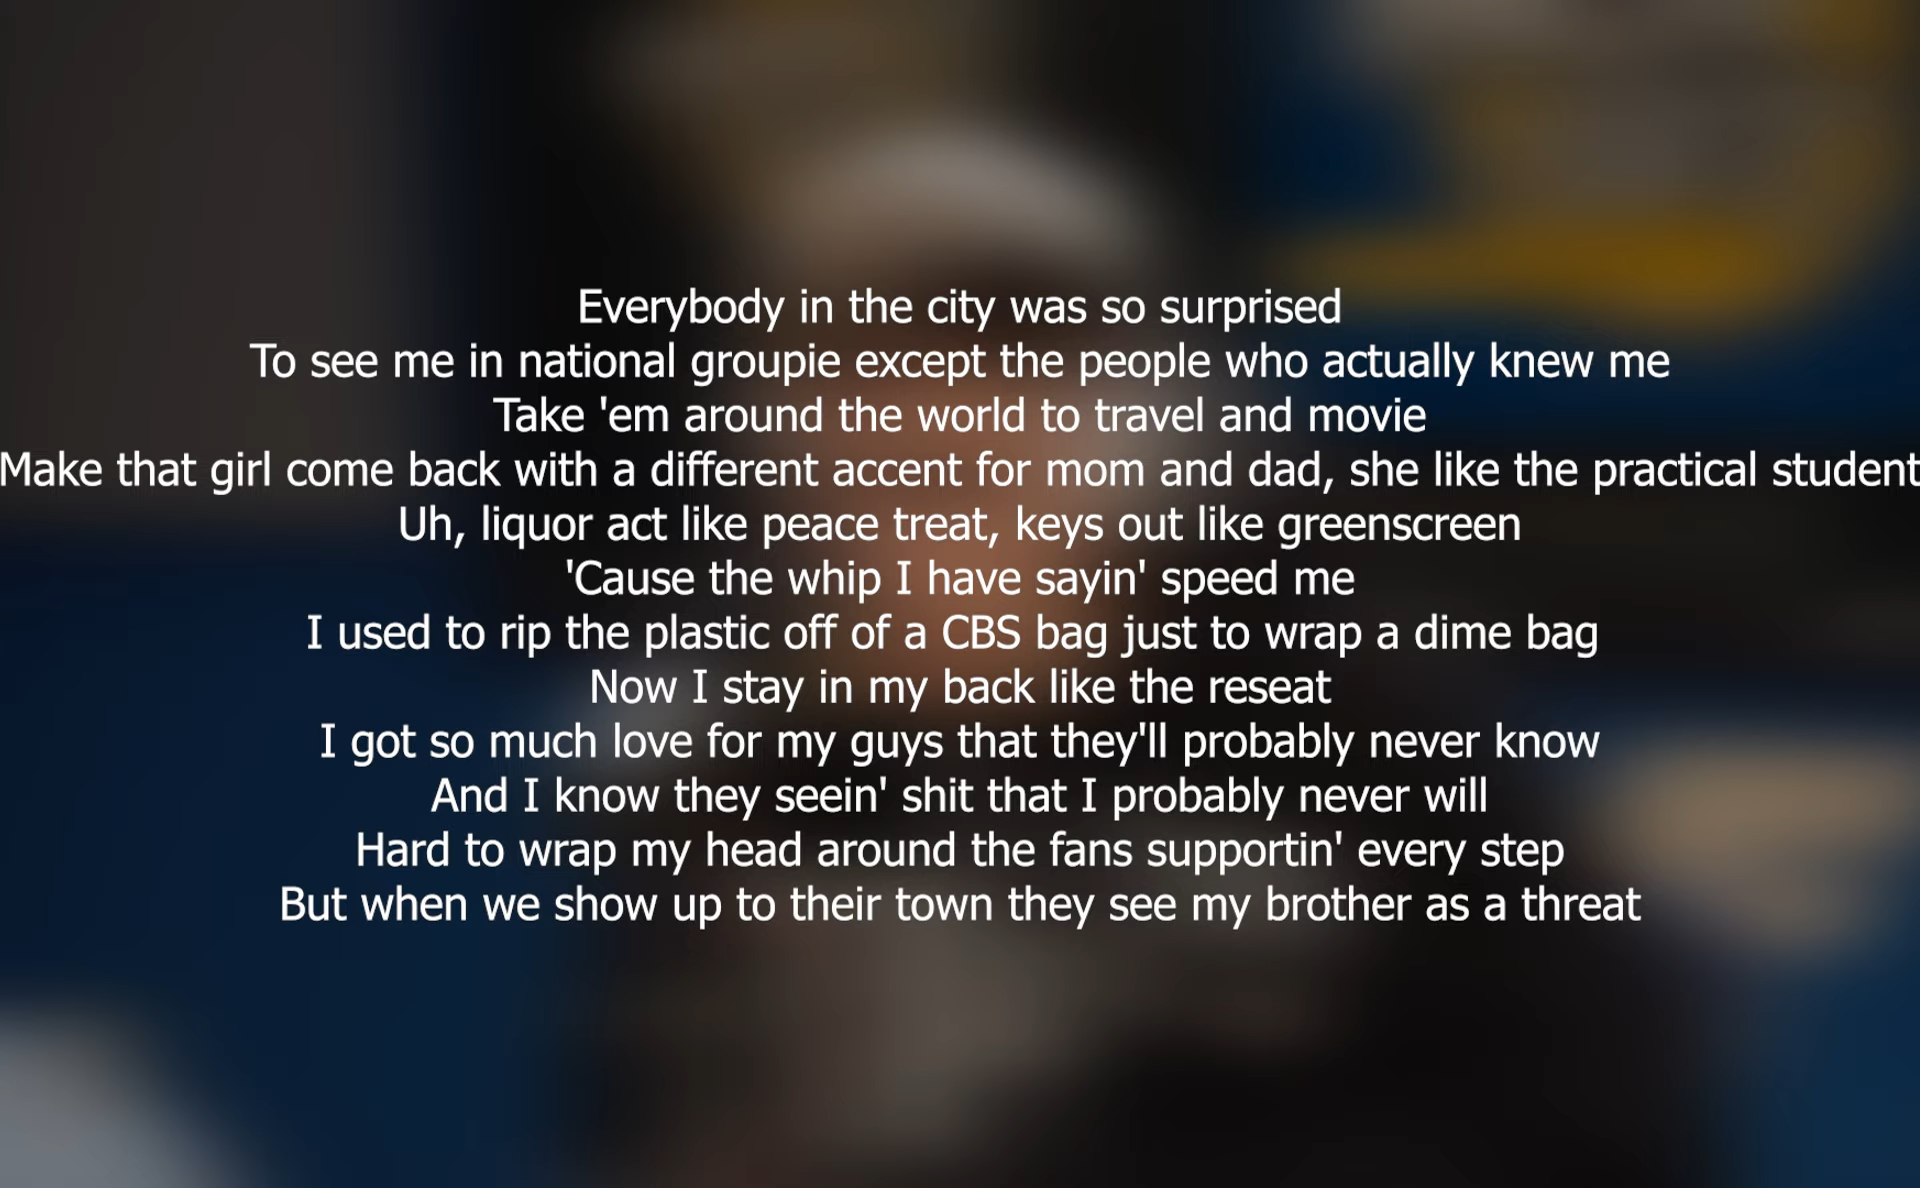 Everybody in the city was so surprised
To see me in national groupie except the people who actually knew me
Take 'em around the world to travel and movie
Make that girl come back with a different accent for mom and dad, she like the practical student
Uh, liquor act like peace treat, keys out like greenscreen
'Cause the whip I have sayin' speed me
I used to rip the plastic off of a CBS bag just to wrap a dime bag
Now I stay in my back like the reseat
I got so much love for my guys that they'll probably never know
And I know they seein' shit that I probably never will
Hard to wrap my head around the fans supportin' every step
But when we show up to their town they see my brother as a threat